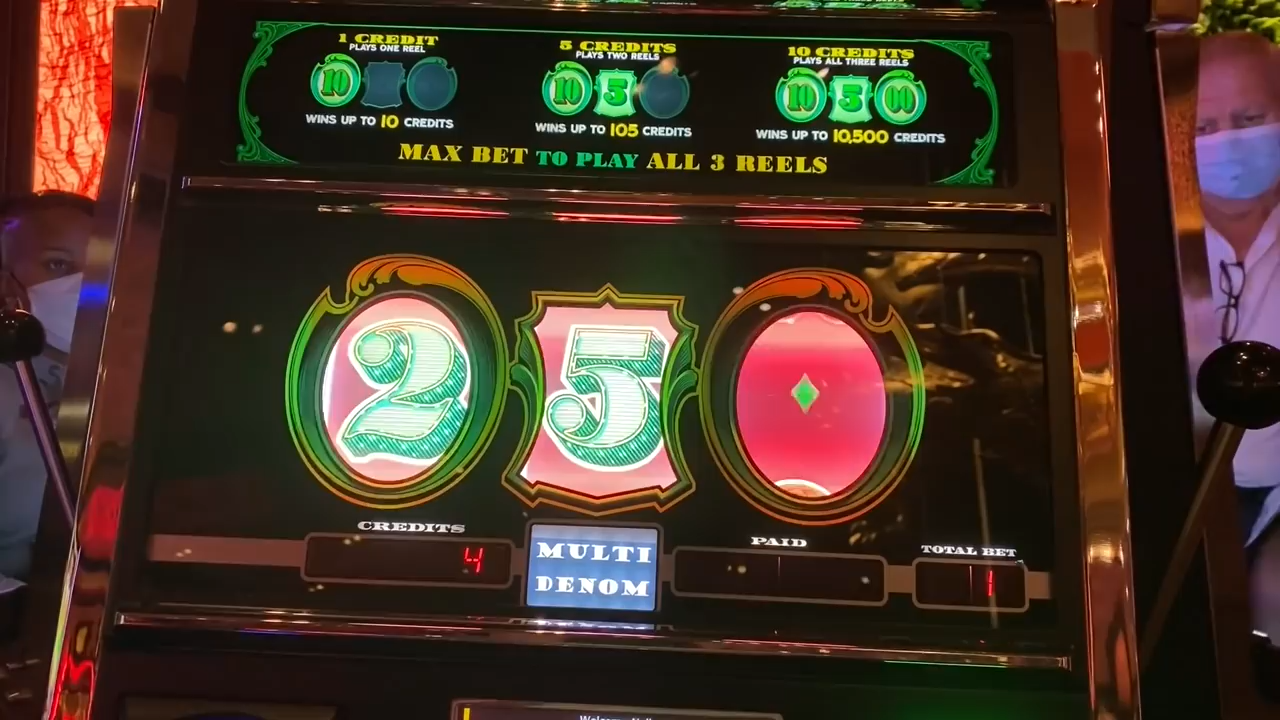 1 CREDIT
PLAYS ONE REEL
10
WINS UP TO 10 CREDITS
5 CREDITS
PLAYS TWO REELS
10 5
WINS UP TO 105 CREDITS
10 CREDITS
PLAYS ALL THREE REELS
10 5 00
WINS UP TO 10,500 CREDITS
MAX BET TO PLAY ALL 3 REELS
2 5
CREDITS
4
MULTI
DENOM
PAID
TOTAL BET
1